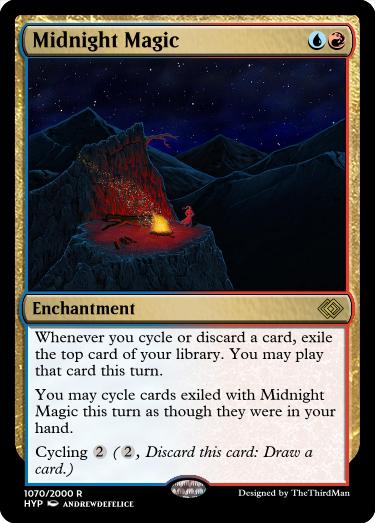 Midnight Magic
Enchantment
Whenever you cycle or discard a card, exile
the top card of your library. You may play
that card this turn.
You may cycle cards exiled with Midnight
Magic this turn as though they were in your
hand.
Cycling 2 (2, Discard this card: Draw a
card.)
1070/2000 R
HYP ANDREWDEFELICE
Designed by TheThirdMan